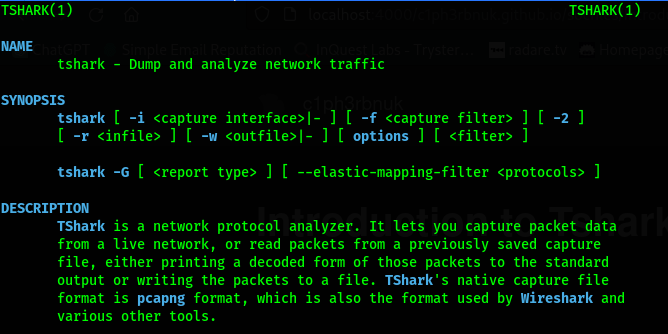 TSHARK(1) TSHARK(1)
NAME
tshark - Dump and analyze network traffic
SYNOPSIS
tshark [ -i <capture interface>|- ] [ -f <capture filter> ] [ -2 ]
[ -r <infile> ] [ -w <outfile>|- ] [ options ] [ <filter> ]
tshark -G [ <report type> ] [ --elastic-mapping-filter <protocols> ]
DESCRIPTION
TShark is a network protocol analyzer. It lets you capture packet data
from a live network, or read packets from a previously saved capture
file, either printing a decoded form of those packets to the standard
output or writing the packets to a file. TShark's native capture file
format is pcapng format, which is also the format used by Wireshark and
various other tools.